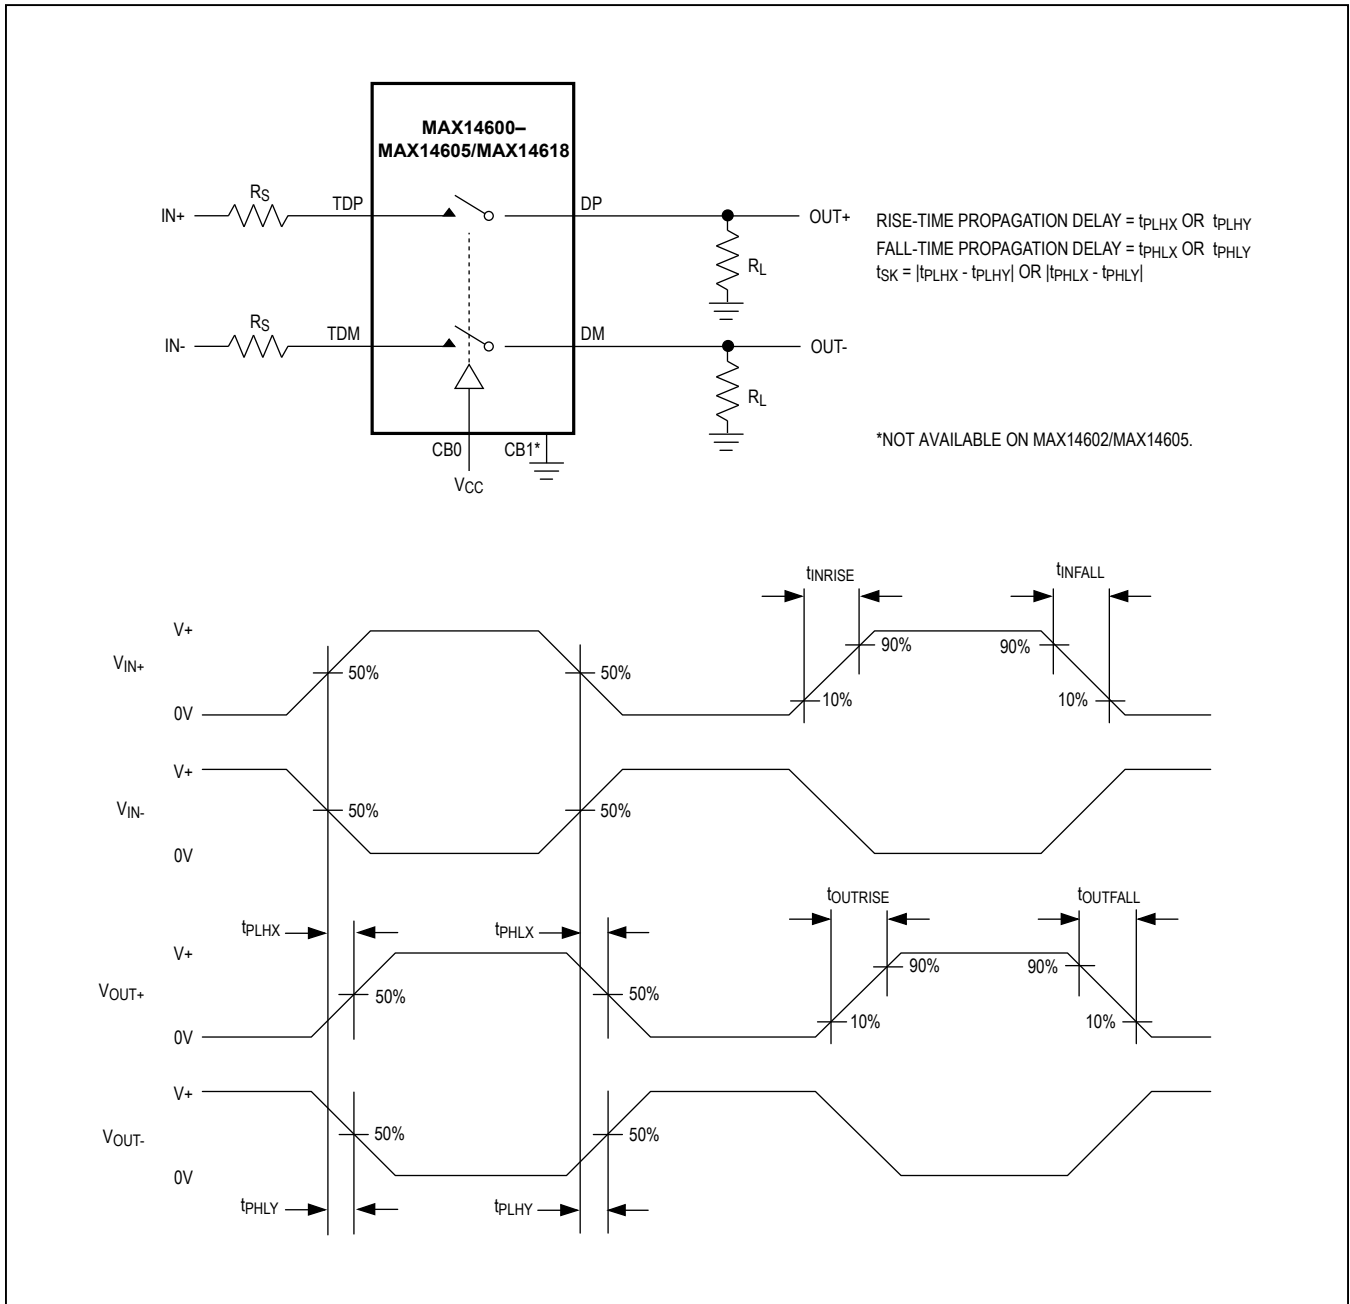 MAX14600–
MAX14605/MAX14618
RS
IN+
TDP
DP
OUT+
RISE-TIME PROPAGATION DELAY = tPLHX OR tPLHY
FALL-TIME PROPAGATION DELAY = tPHLX OR tPHLY
tSK = |tPLHX - tPLHY| OR |tPHLX - tPHLY|
RL
RS
IN-
TDM
DM
OUT-
RL
CB0
CB1*
VCC
*NOT AVAILABLE ON MAX14602/MAX14605.
tINRISE
tINFALL
V+
VIN+
0V
50%
50%
90%
10%
90%
10%
V+
VIN-
0V
50%
50%
tOUTRISE
tOUTFALL
tPLHX
tPHLX
V+
VOUT+
0V
50%
50%
90%
10%
90%
10%
V+
VOUT-
0V
50%
50%
tPHLY
tPLHY